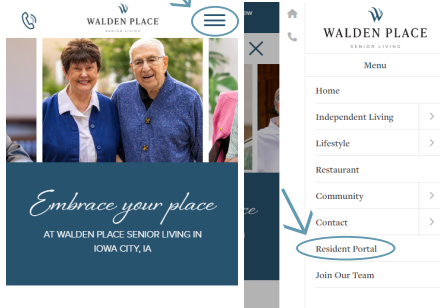 WALDEN PLACE
SENIOR LIVING
Embrace your place
AT WALDEN PLACE SENIOR LIVING IN
IOWA CITY, IA
WALDEN PLACE
SENIOR LIVING
Menu
Home
Independent Living
Lifestyle
Restaurant
Community
Contact
Resident Portal
Join Our Team